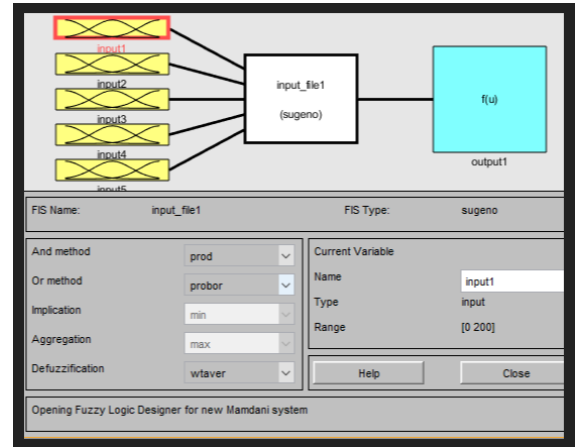 input1
input2
input3
input4
input5
input_file1
(sugeno)
f(u)
output1
FIS Name: input_file1 FIS Type: sugeno
And method prod
Or method probor
Implication min
Aggregation max
Defuzzification wtaver
Current Variable
Name input1
Type input
Range [0 200]
Help Close
Opening Fuzzy Logic Designer for new Mamdani system